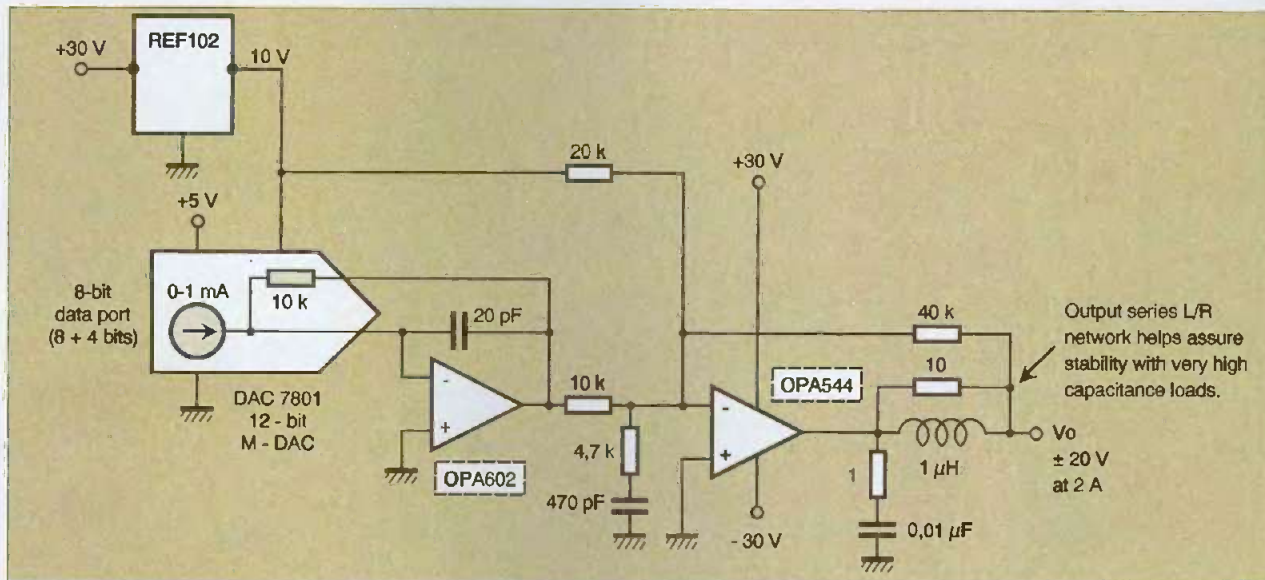 REF102
+30 V
10 V
20 k
+30 V
+5 V
8-bit
data port
(8 + 4 bits)
0-1 mA
10 k
20 pF
40 k
10
Output series L/R
network helps assure
stability with very high
capacitance loads.
-
+
OPA602
10 k
-
+
OPA544
DAC 7801
12 - bit
M - DAC
4,7 k
470 pF
1 μH
Vo
± 20 V
at 2 A
1
0,01 μF
- 30 V